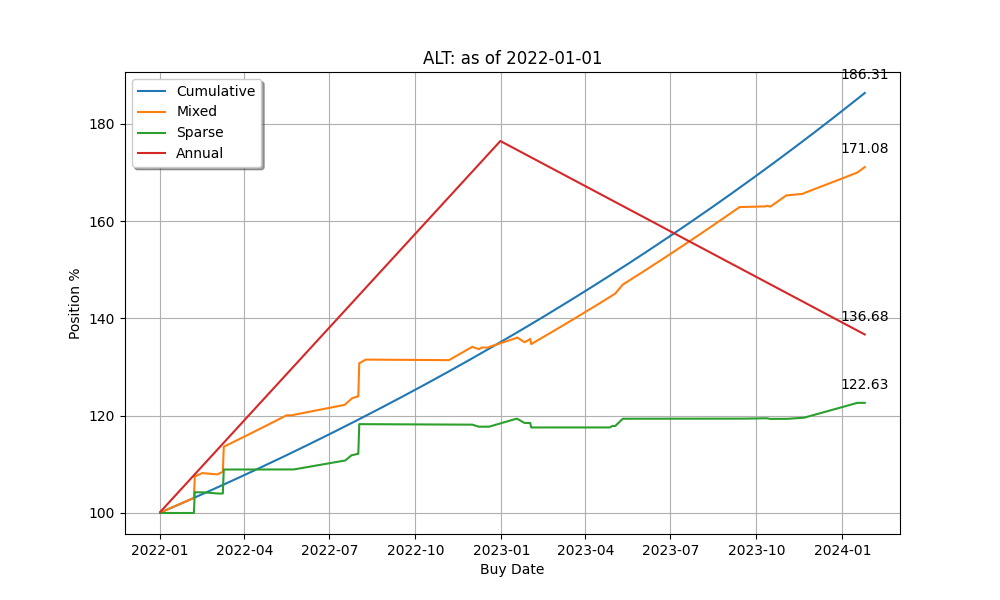 ALT: as of 2022-01-01
Cumulative
Mixed
Sparse
Annual
186.31
171.08
136.68
122.63
Position %
180
160
140
120
100
2022-01 2022-04 2022-07 2022-10 2023-01 2023-04 2023-07 2023-10 2024-01
Buy Date